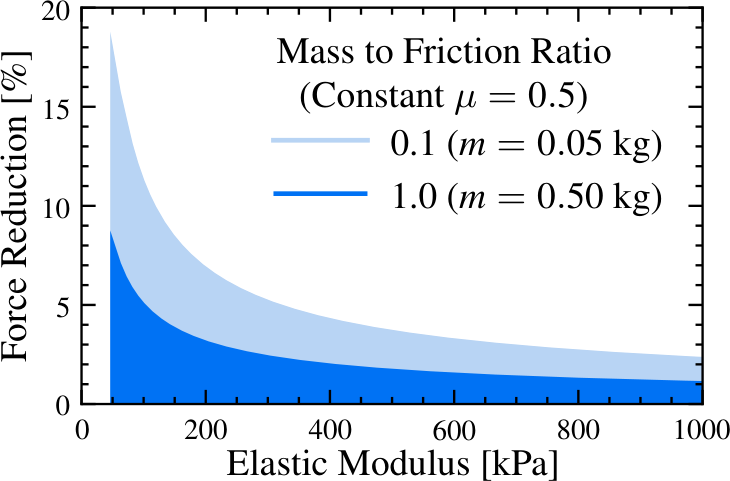 20
15
10
5
0
Force Reduction [%]
Mass to Friction Ratio
(Constant μ = 0.5)
0.1 (m = 0.05 kg)
1.0 (m = 0.50 kg)
0 200 400 600 800 1000
Elastic Modulus [kPa]